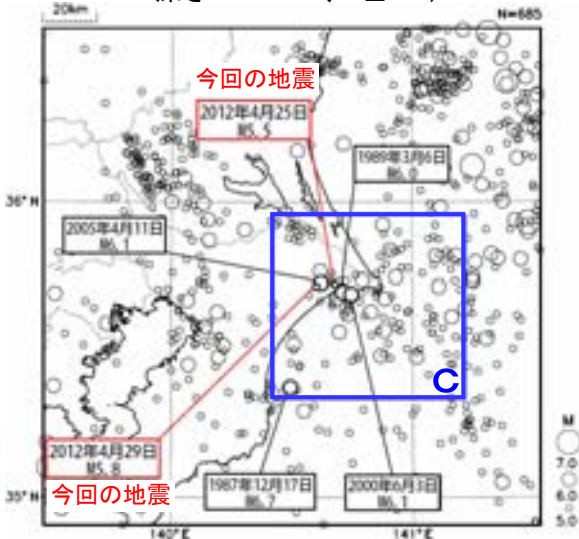 20km
N=685
今回の地震
2012年4月25日
M5.5
1989年3月6日
M6.0
36°N
2005年4月11日
M6.1
C
2012年4月29日
M5.8
今回の地震
1987年12月17日
M6.7
2000年6月3日
M6.1
35°N
140°E
141°E
M
7.0
6.0
5.0